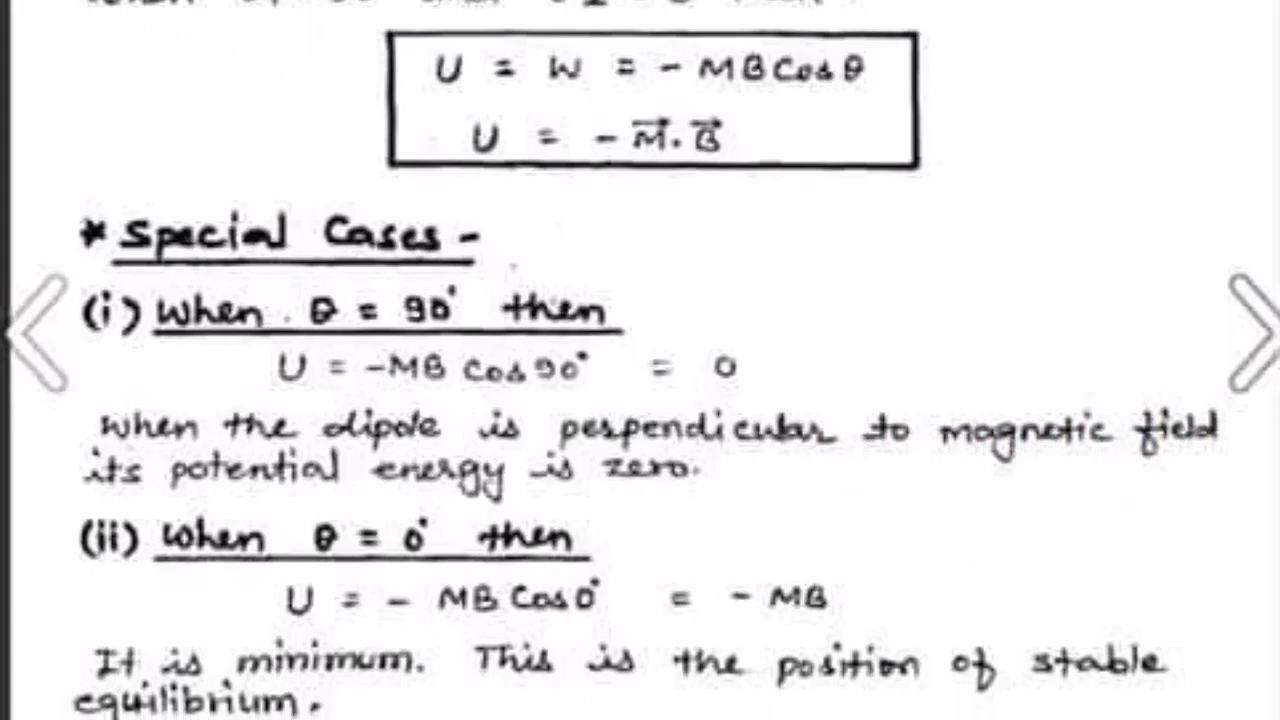 U = W = - MB Cos θ
U = - M⃗. B⃗
* Special Cases -
(i) When θ = 90° then
U = -MB Cos 90° = 0
When the dipole is perpendicular to magnetic field
its potential energy is zero.
(ii) When θ = 0° then
U = - MB Cos 0° = - MB
It is minimum. This is the position of stable
equilibrium.